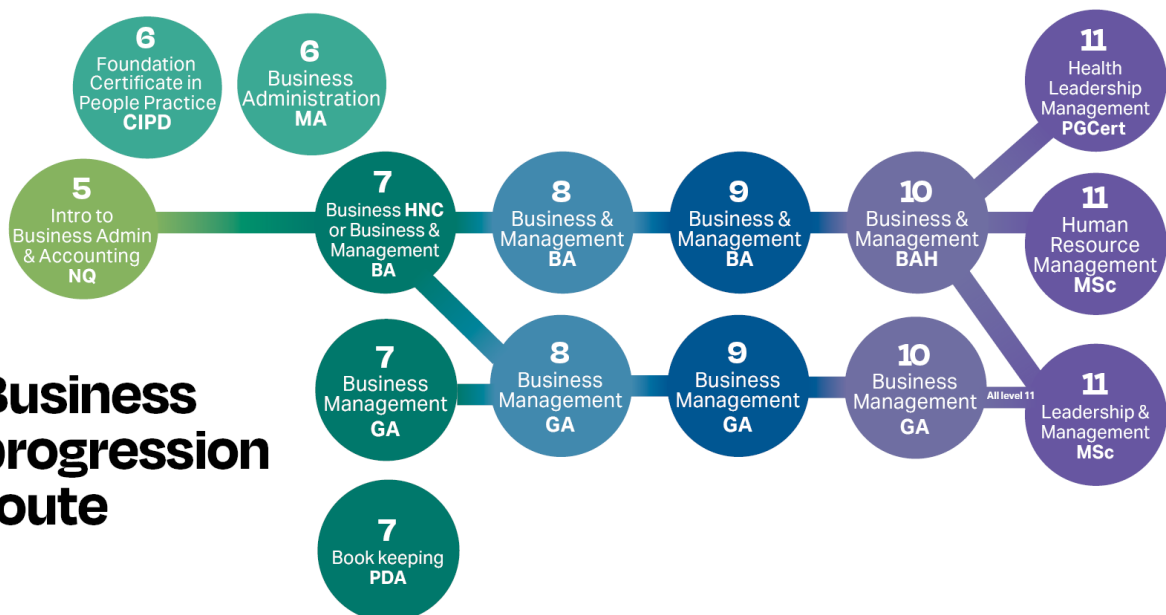 6
Foundation
Certificate in
People Practice
CIPD
6
Business
Administration
MA
11
Health
Leadership
Management
PGCert
5
Intro to
Business Admin
& Accounting
NQ
7
Business HNC
or Business &
Management
BA
8
Business &
Management
BA
9
Business &
Management
BA
10
Business &
Management
BAH
11
Human
Resource
Management
MSc
7
Business
Management
GA
8
Business
Management
GA
9
Business
Management
GA
10
Business
Management
GA
All level 11
11
Leadership &
Management
MSc
Business
progression
route
7
Book keeping
PDA